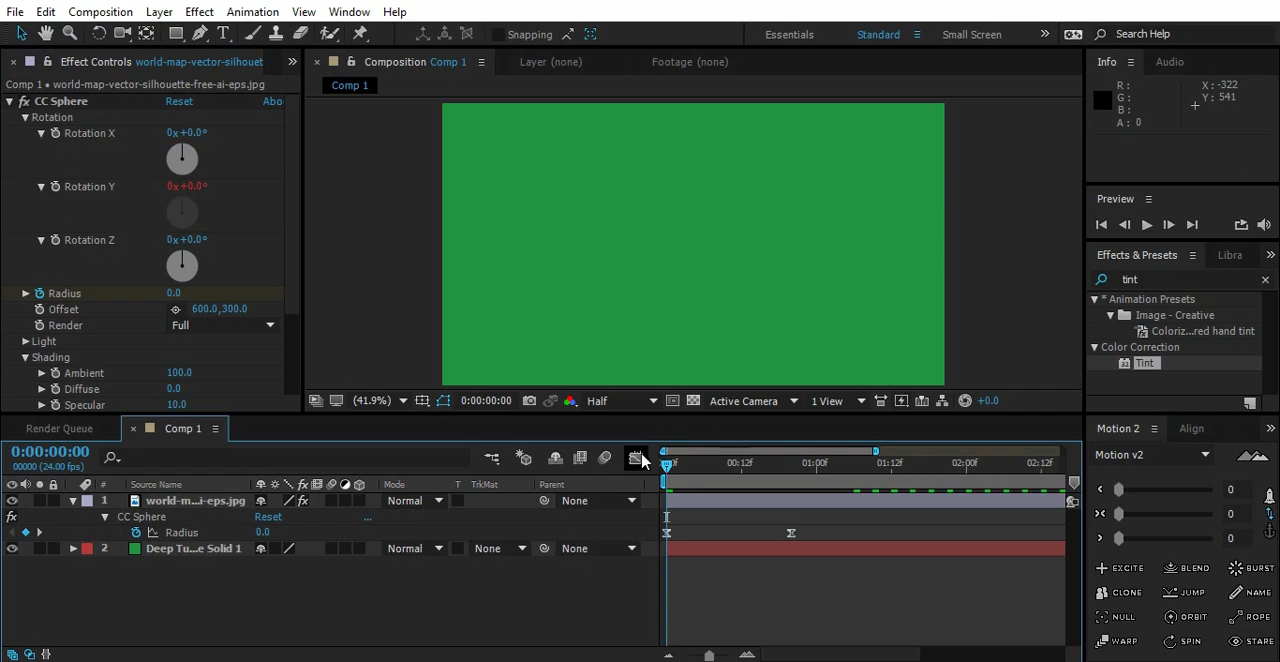 File Edit Composition Layer Effect Animation View Window Help
Snapping Essentials Standard Small Screen » Search Help
× Effect Controls world-map-vector-silhouet »
× Composition Comp 1 Layer (none) Footage (none)
Info Audio
Comp 1 • world-map-vector-silhouette-free-ai-eps.jpg
Comp 1
R:
G:
B:
A: 0
X: -322
Y: 541
fx CC Sphere Reset Abo
Rotation
Rotation X 0x+0.0°
Rotation Y 0x+0.0°
Rotation Z 0x+0.0°
Radius 0.0
Offset 600.0,300.0
Render Full
Light
Shading
Ambient 100.0
Diffuse 0.0
Specular 10.0
Preview
Effects & Presets Libra »
tint ×
* Animation Presets
Image - Creative
Coloriz...red hand tint
Color Correction
32 Tint
(41.9%) 0:00:00:00 Half Active Camera 1 View +0.0
Render Queue × Comp 1
Motion 2 Align »
Motion v2
0:00:00:00
00000 (24.00 fps)
00:12f 01:00f 01:12f 02:00f 02:12f
# Source Name fx Mode T TrkMat Parent
1 world-m...i-eps.jpg fx Normal None
fx CC Sphere Reset ...
Radius 0.0
2 Deep Tu...e Solid 1 Normal None None
0
0
0
EXCITE BLEND BURST
CLONE JUMP NAME
NULL ORBIT ROPE
WARP SPIN STARE